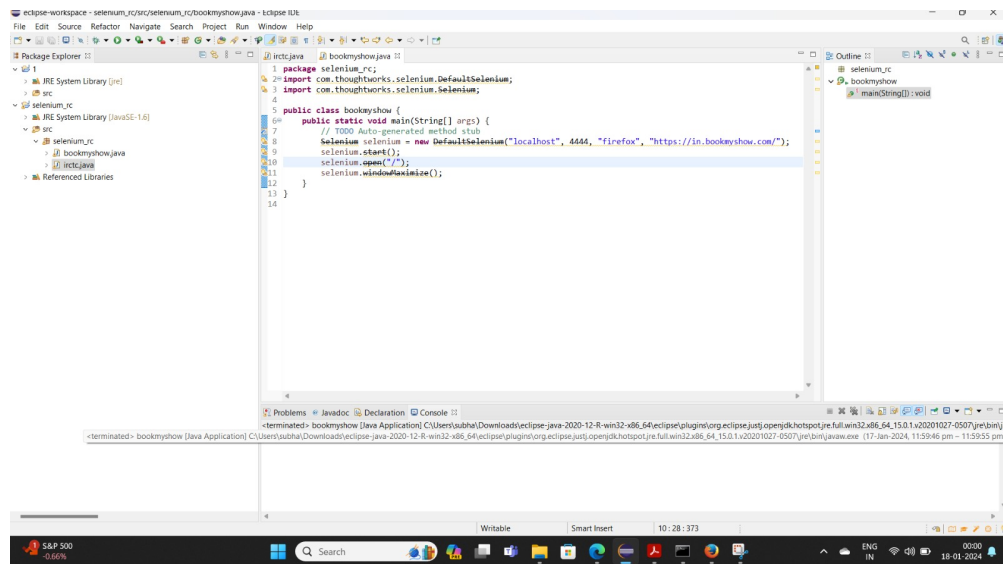 eclipse-workspace - selenium_rc/src/selenium_rc/bookmyshow.java - Eclipse IDE
File Edit Source Refactor Navigate Search Project Run Window Help
Package Explorer
1
JRE System Library [jre]
src
selenium_rc
JRE System Library [JavaSE-1.6]
src
selenium_rc
bookmyshow.java
irctc.java
Referenced Libraries
irctc.java bookmyshow.java
1 package selenium_rc;
2 import com.thoughtworks.selenium.DefaultSelenium;
3 import com.thoughtworks.selenium.Selenium;
4
5 public class bookmyshow {
6 public static void main(String[] args) {
7 // TODO Auto-generated method stub
8 Selenium selenium = new DefaultSelenium("localhost", 4444, "firefox", "https://in.bookmyshow.com/");
9 selenium.start();
10 selenium.open("/");
11 selenium.windowMaximize();
12 }
13 }
14
Outline
selenium_rc
bookmyshow
main(String[]) : void
Problems Javadoc Declaration Console
<terminated> bookmyshow [Java Application] C:\Users\subha\Downloads\eclipse-java-2020-12-R-win32-x86_64\eclipse\plugins\org.eclipse.justj.openjdk.hotspot.jre.full.win32.x86_64_15.0.1.v20201027-0507\jre\bin\j
<terminated> bookmyshow [Java Application] C:\Users\subha\Downloads\eclipse-java-2020-12-R-win32-x86_64\eclipse\plugins\org.eclipse.justj.openjdk.hotspot.jre.full.win32.x86_64_15.0.1.v20201027-0507\jre\bin\javaw.exe (17-Jan-2024, 11:59:46 pm – 11:59:55 pm
Writable Smart Insert 10 : 28 : 373
1
S&P 500
-0.66%
Search
ENG
IN
00:00
18-01-2024